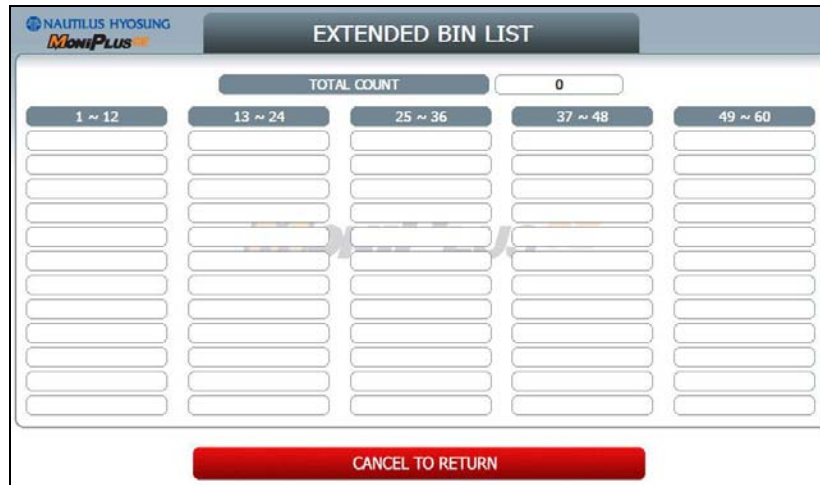 NAUTILUS HYOSUNG
MoniPlus
EXTENDED BIN LIST
TOTAL COUNT 0
1 ~ 12 13 ~ 24 25 ~ 36 37 ~ 48 49 ~ 60
MoniPlus
CANCEL TO RETURN